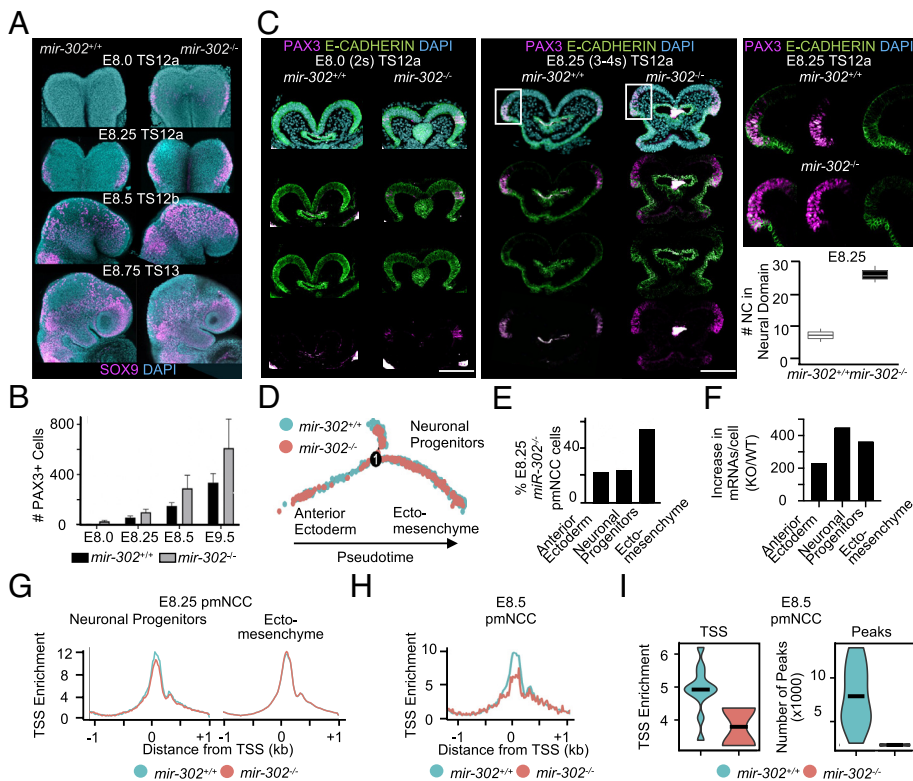 A
mir-302+/+ mir-302-/-
E8.0 TS12a
E8.25 TS12a
E8.5 TS12b
E8.75 TS13
SOX9 DAPI
C
PAX3 E-CADHERIN DAPI
E8.0 (2s) TS12a
mir-302+/+ mir-302-/-
PAX3 E-CADHERIN DAPI
E8.25 (3-4s) TS12a
mir-302+/+ mir-302-/-
PAX3 E-CADHERIN
E8.25 TS12a
mir-302+/+
mir-302-/-
E8.25
# NC in
Neural Domain
30
20
10
0
mir-302+/+ mir-302-/-
B
# PAX3+ Cells
800
400
0
E8.0 E8.25 E8.5 E9.5
mir-302+/+ mir-302-/-
D
mir-302+/+
mir-302-/-
Neuronal
Progenitors
1
Anterior
Ectoderm
Ecto-
mesenchyme
Pseudotime
E
% E8.25
miR-302-/-
pmNCC cells
60
20
0
Anterior
Ectoderm
Neuronal
Progenitors
Ecto-
mesenchyme
F
Increase in
mRNAs/cell
(KO/WT)
400
200
0
Anterior
Ectoderm
Neuronal
Progenitors
Ecto-
mesenchyme
G
E8.25 pmNCC
Neuronal Progenitors
Ecto-
mesenchyme
TSS Enrichment
12
8
4
0
-1 0 +1 -1 0 +1
Distance from TSS (kb)
mir-302+/+ mir-302-/-
H
E8.5
pmNCC
TSS Enrichment
10
5
0
-1 0 +1
Distance from TSS (kb)
mir-302+/+ mir-302-/-
I
E8.5
pmNCC
TSS
Peaks
TSS Enrichment
6
5
4
Number of Peaks
(x1000)
10
5
mir-302+/+ mir-302-/-